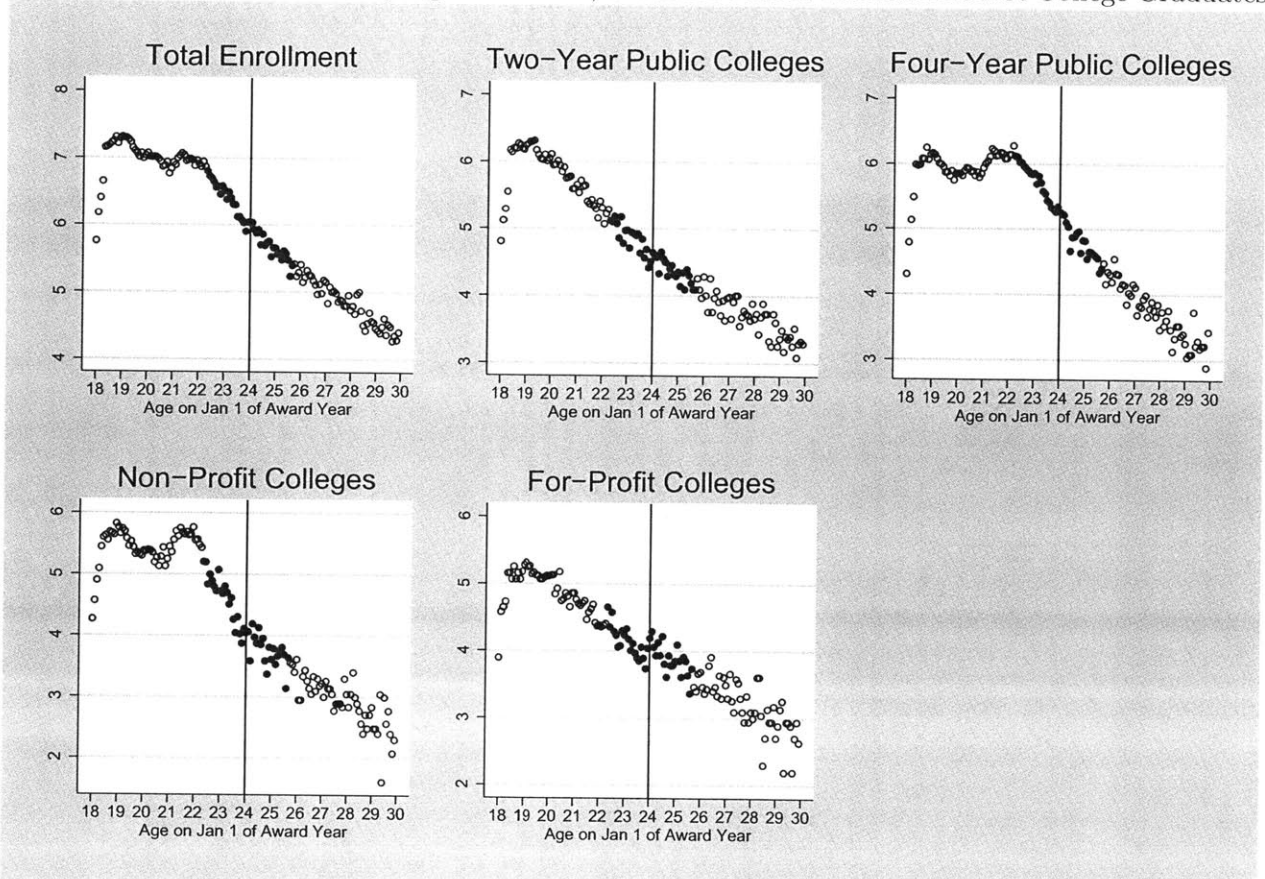 College Graduates
Total Enrollment
8
7
6
5
4
18 19 20 21 22 23 24 25 26 27 28 29 30
Age on Jan 1 of Award Year
Two-Year Public Colleges
7
6
5
4
3
18 19 20 21 22 23 24 25 26 27 28 29 30
Age on Jan 1 of Award Year
Four-Year Public Colleges
7
6
5
4
3
18 19 20 21 22 23 24 25 26 27 28 29 30
Age on Jan 1 of Award Year
Non-Profit Colleges
6
5
4
3
2
18 19 20 21 22 23 24 25 26 27 28 29 30
Age on Jan 1 of Award Year
For-Profit Colleges
6
5
4
3
2
18 19 20 21 22 23 24 25 26 27 28 29 30
Age on Jan 1 of Award Year